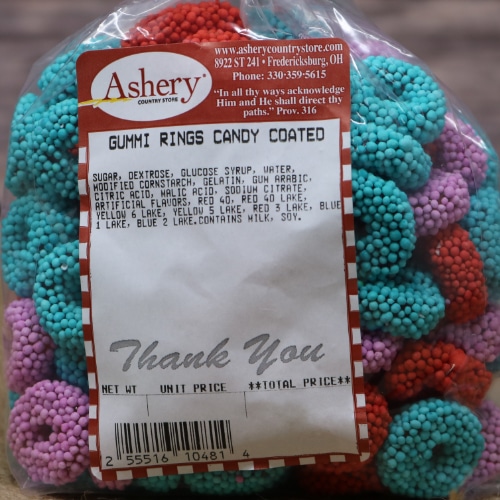 Ashery®
COUNTRY STORE
www.asherycountrystore.com
8922 ST 241 • Fredericksburg, OH
Phone: 330-359-5615
“In all thy ways acknowledge
Him and He shall direct thy
paths.” Prov. 316
GUMMI RINGS CANDY COATED
SUGAR, DEXTROSE, GLUCOSE SYRUP, WATER,
MODIFIED CORNSTARCH, GELATIN, GUM ARABIC,
CITRIC ACID, MALIC ACID, SODIUM CITRATE,
ARTIFICIAL FLAVORS, RED 40, RED 40 LAKE,
YELLOW 6 LAKE, YELLOW 5 LAKE, RED 3 LAKE, BLUE
1 LAKE, BLUE 2 LAKE.CONTAINS MILK, SOY.
Thank You
NET WT UNIT PRICE **TOTAL PRICE**
2 55516 10481 4